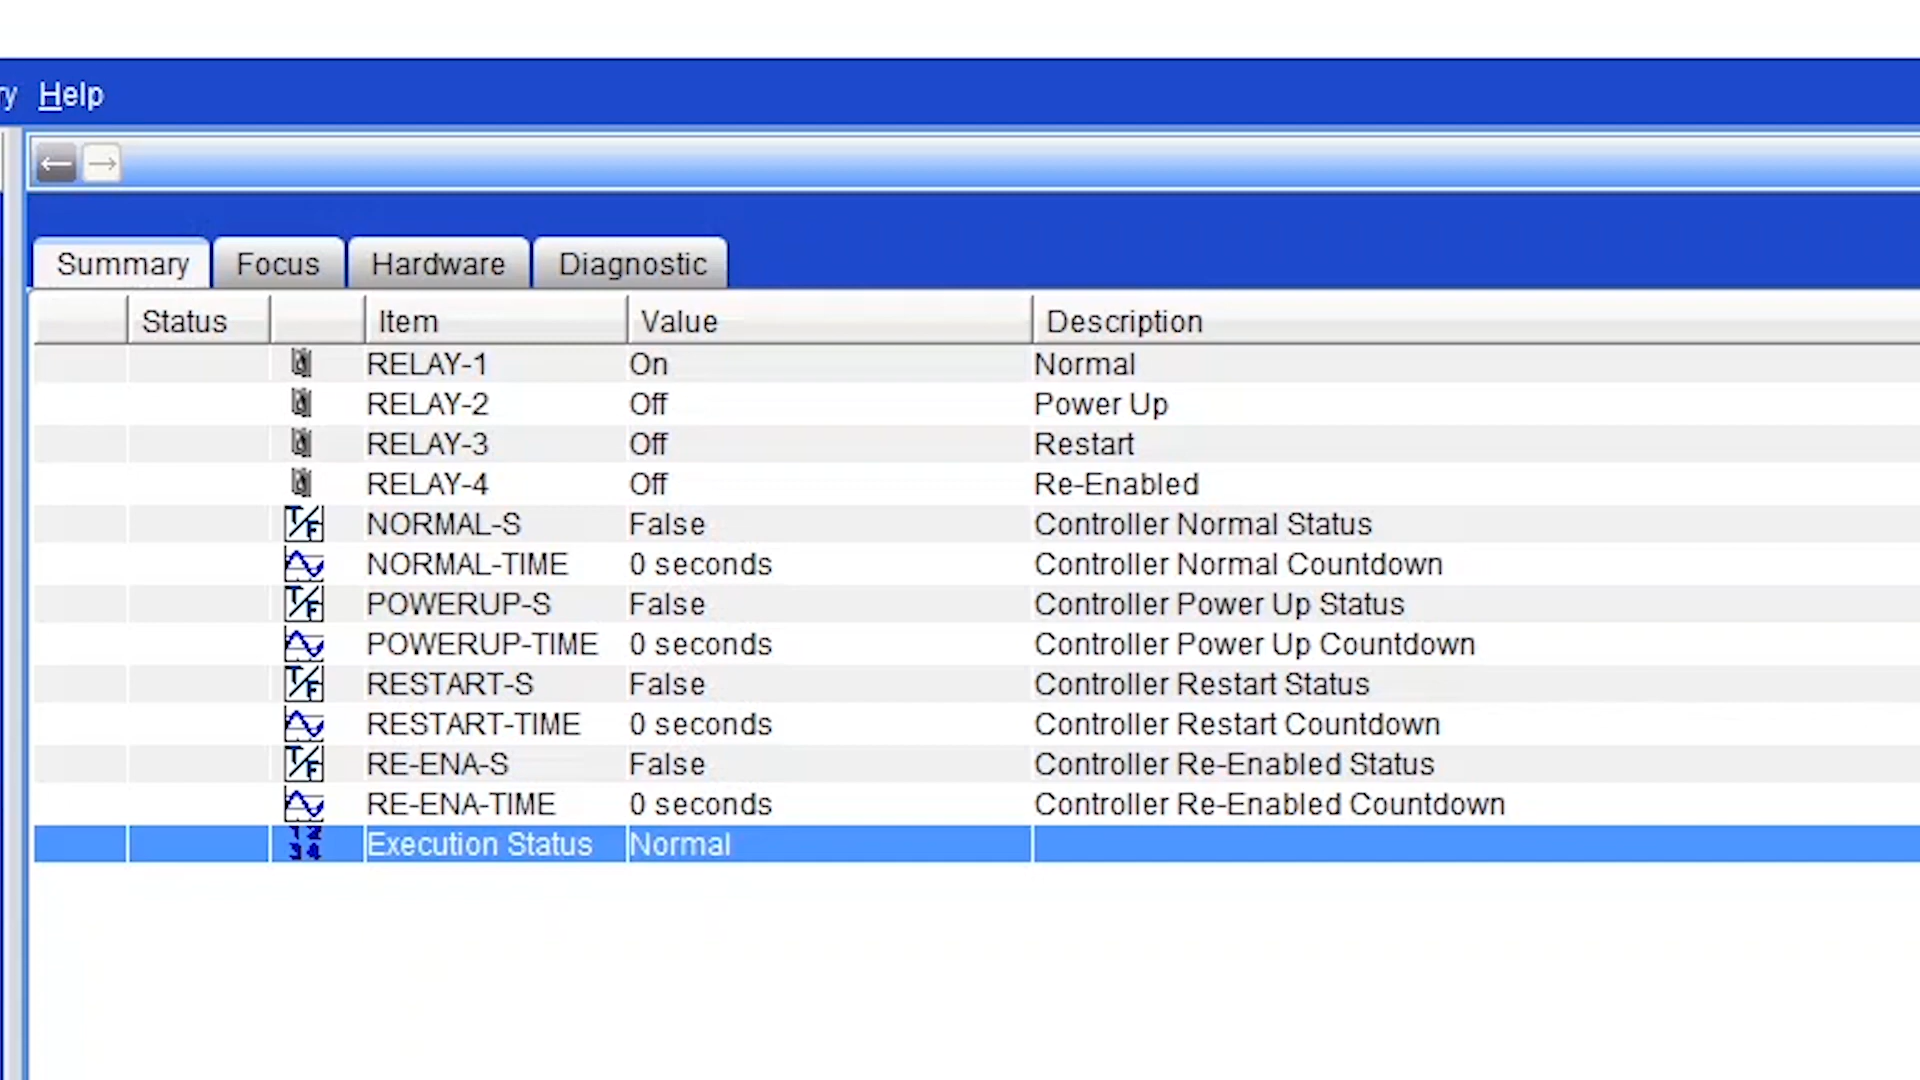 y Help
Summary Focus Hardware Diagnostic
Status Item Value Description
RELAY-1 On Normal
RELAY-2 Off Power Up
RELAY-3 Off Restart
RELAY-4 Off Re-Enabled
T/F NORMAL-S False Controller Normal Status
NORMAL-TIME 0 seconds Controller Normal Countdown
T/F POWERUP-S False Controller Power Up Status
POWERUP-TIME 0 seconds Controller Power Up Countdown
T/F RESTART-S False Controller Restart Status
RESTART-TIME 0 seconds Controller Restart Countdown
T/F RE-ENA-S False Controller Re-Enabled Status
RE-ENA-TIME 0 seconds Controller Re-Enabled Countdown
12 34 Execution Status Normal